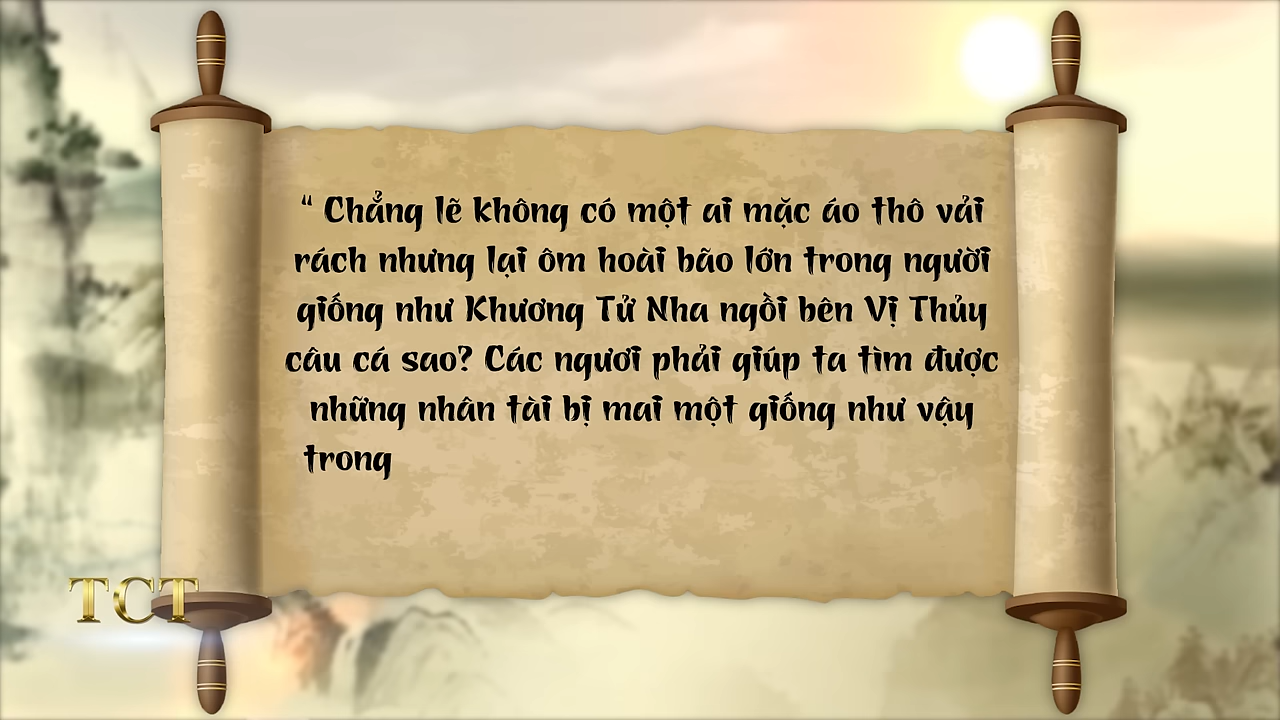 “ Chẳng lẽ không có một ai mặc áo thô vải
rách nhưng lại ôm hoài bão lớn trong người
giống như Khương Tử Nha ngồi bên Vị Thủy
câu cá sao? Các ngươi phải giúp ta tìm được
những nhân tài bị mai một giống như vậy
trong
TCT